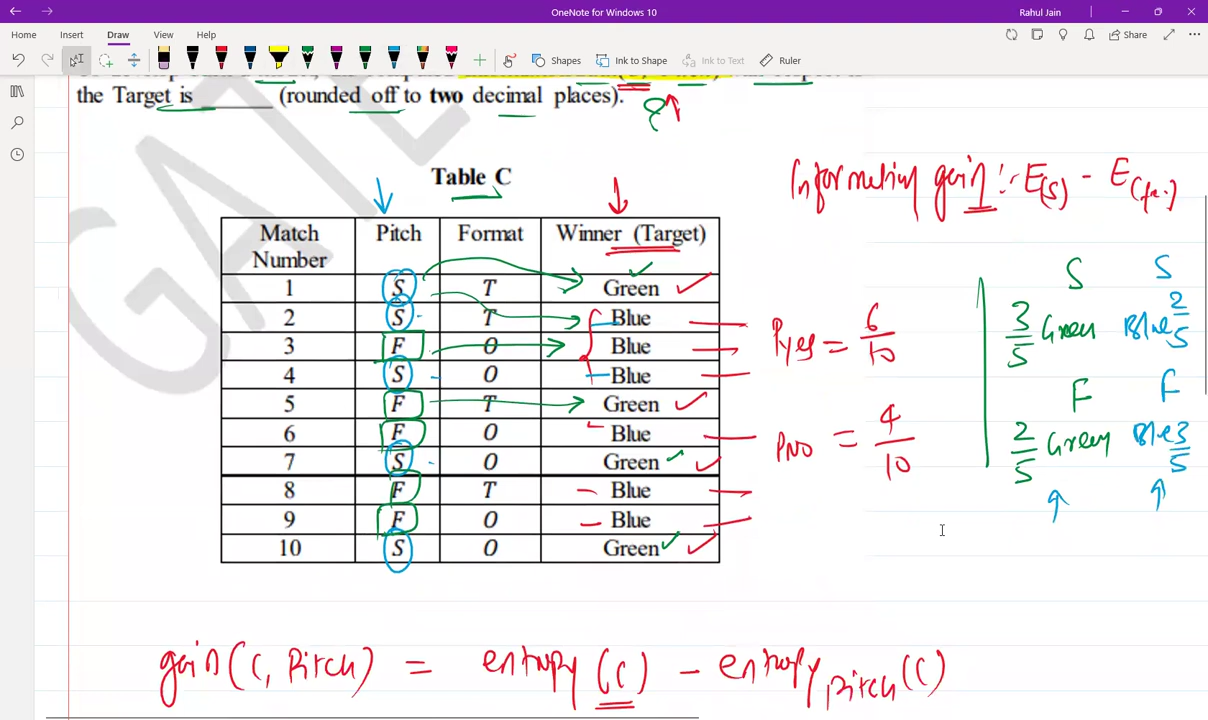 OneNote for Windows 10
Rahul Jain
Home Insert Draw View Help
Share
Shapes Ink to Shape Ink to Text Ruler
the Target is ______ (rounded off to two decimal places).
GATE
Table C
Information gain :- E(S) - E
Match Number Pitch Format Winner (Target)
1 S T Green
2 S T Blue
3 F O Blue
4 S O Blue
5 F T Green
6 F O Blue
7 S O Green
8 F T Blue
9 F O Blue
10 S O Green
Pyes = 6/10
PNO = 4/10
S S
3/5 Green Blue 2/5
F F
2/5 Green Blue 3/5
gain(C, Pitch) = entropy (C) - entropy pitch (C)